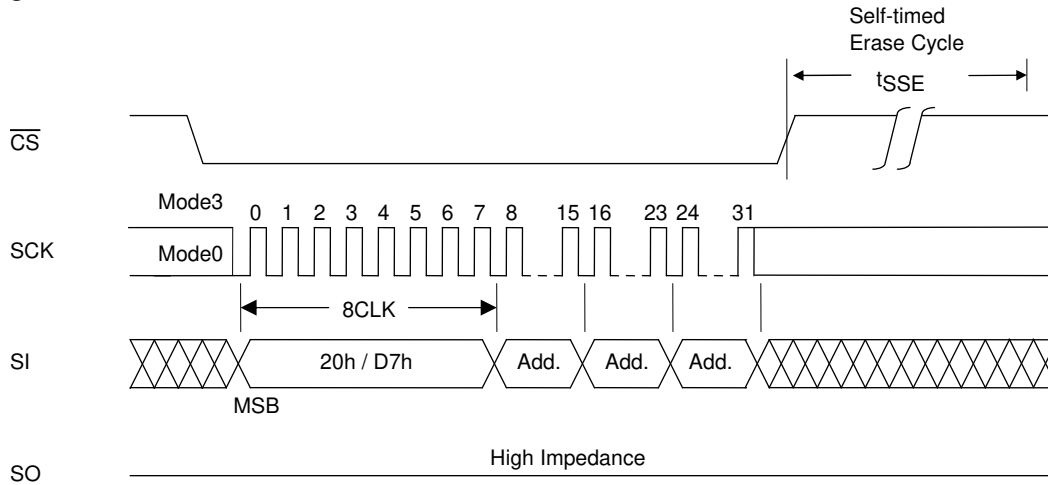 Self-timed
Erase Cycle
tSSE
CS
Mode3
0 1 2 3 4 5 6 7 8 15 16 23 24 31
SCK
Mode0
8CLK
SI
20h / D7h
Add.
Add.
Add.
MSB
High Impedance
SO